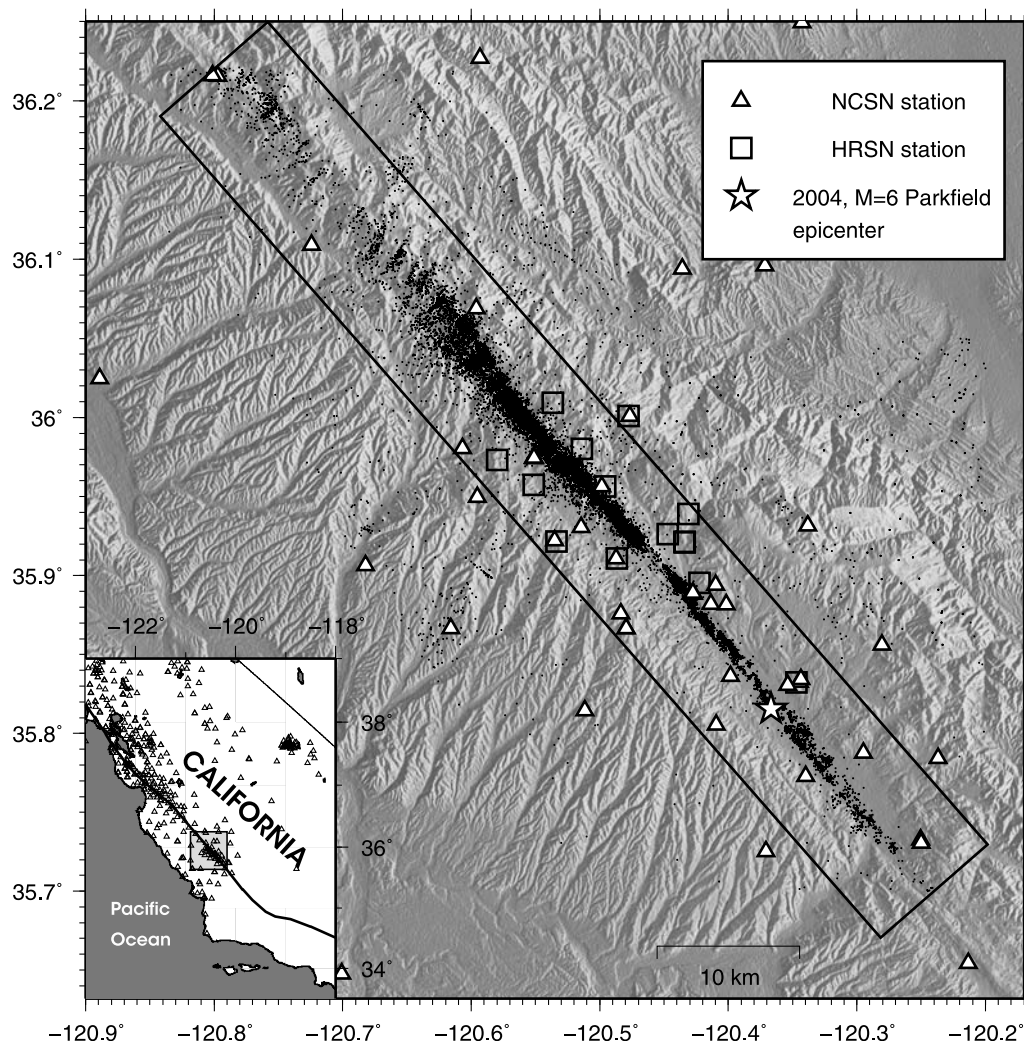 NCSN station
HRSN station
2004, M=6 Parkfield
epicenter
36.2˚
36.1˚
36˚
35.9˚
35.8˚
35.7˚
−122˚
−120˚
−118˚
38˚
36˚
34˚
CALIFORNIA
Pacific
Ocean
10 km
−120.9
−120.8
−120.7
−120.6
−120.5
−120.4
−120.3
−120.2